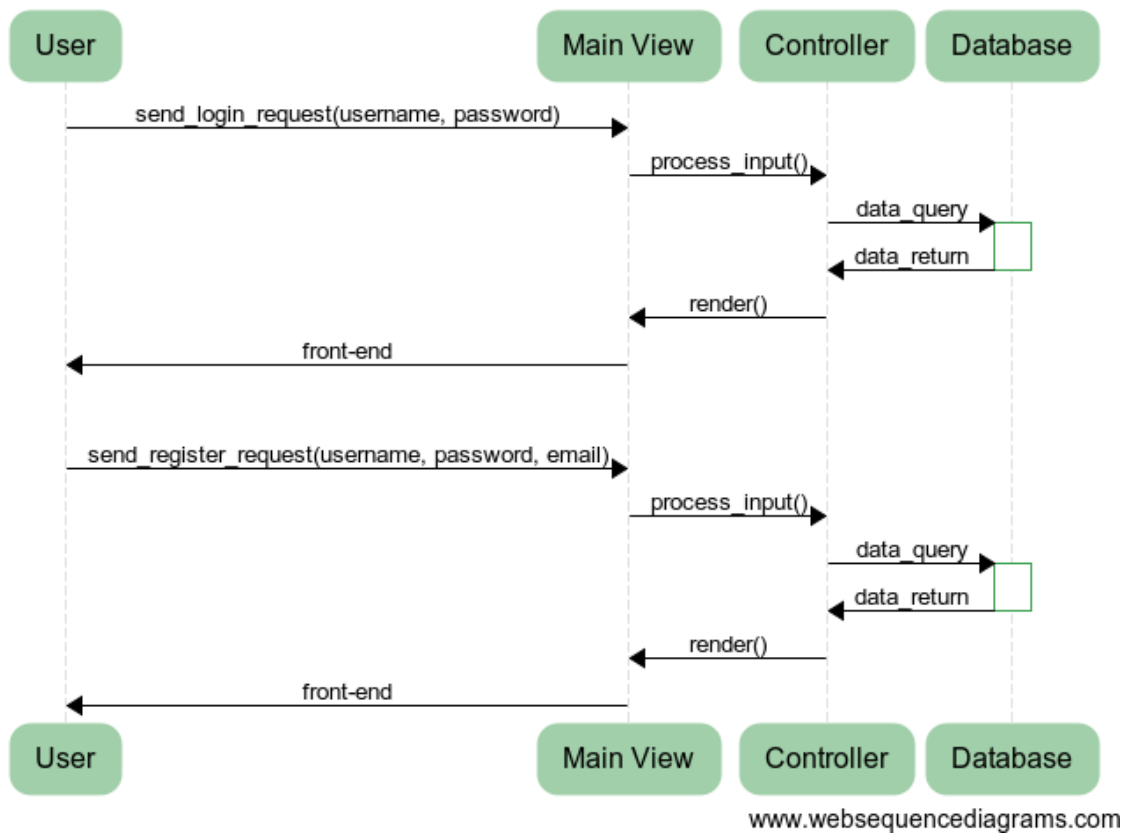 User Main View Controller Database
send_login_request(username, password)
process_input()
data_query
data_return
render()
front-end
send_register_request(username, password, email)
process_input()
data_query
data_return
render()
front-end
User Main View Controller Database
www.websequencediagrams.com